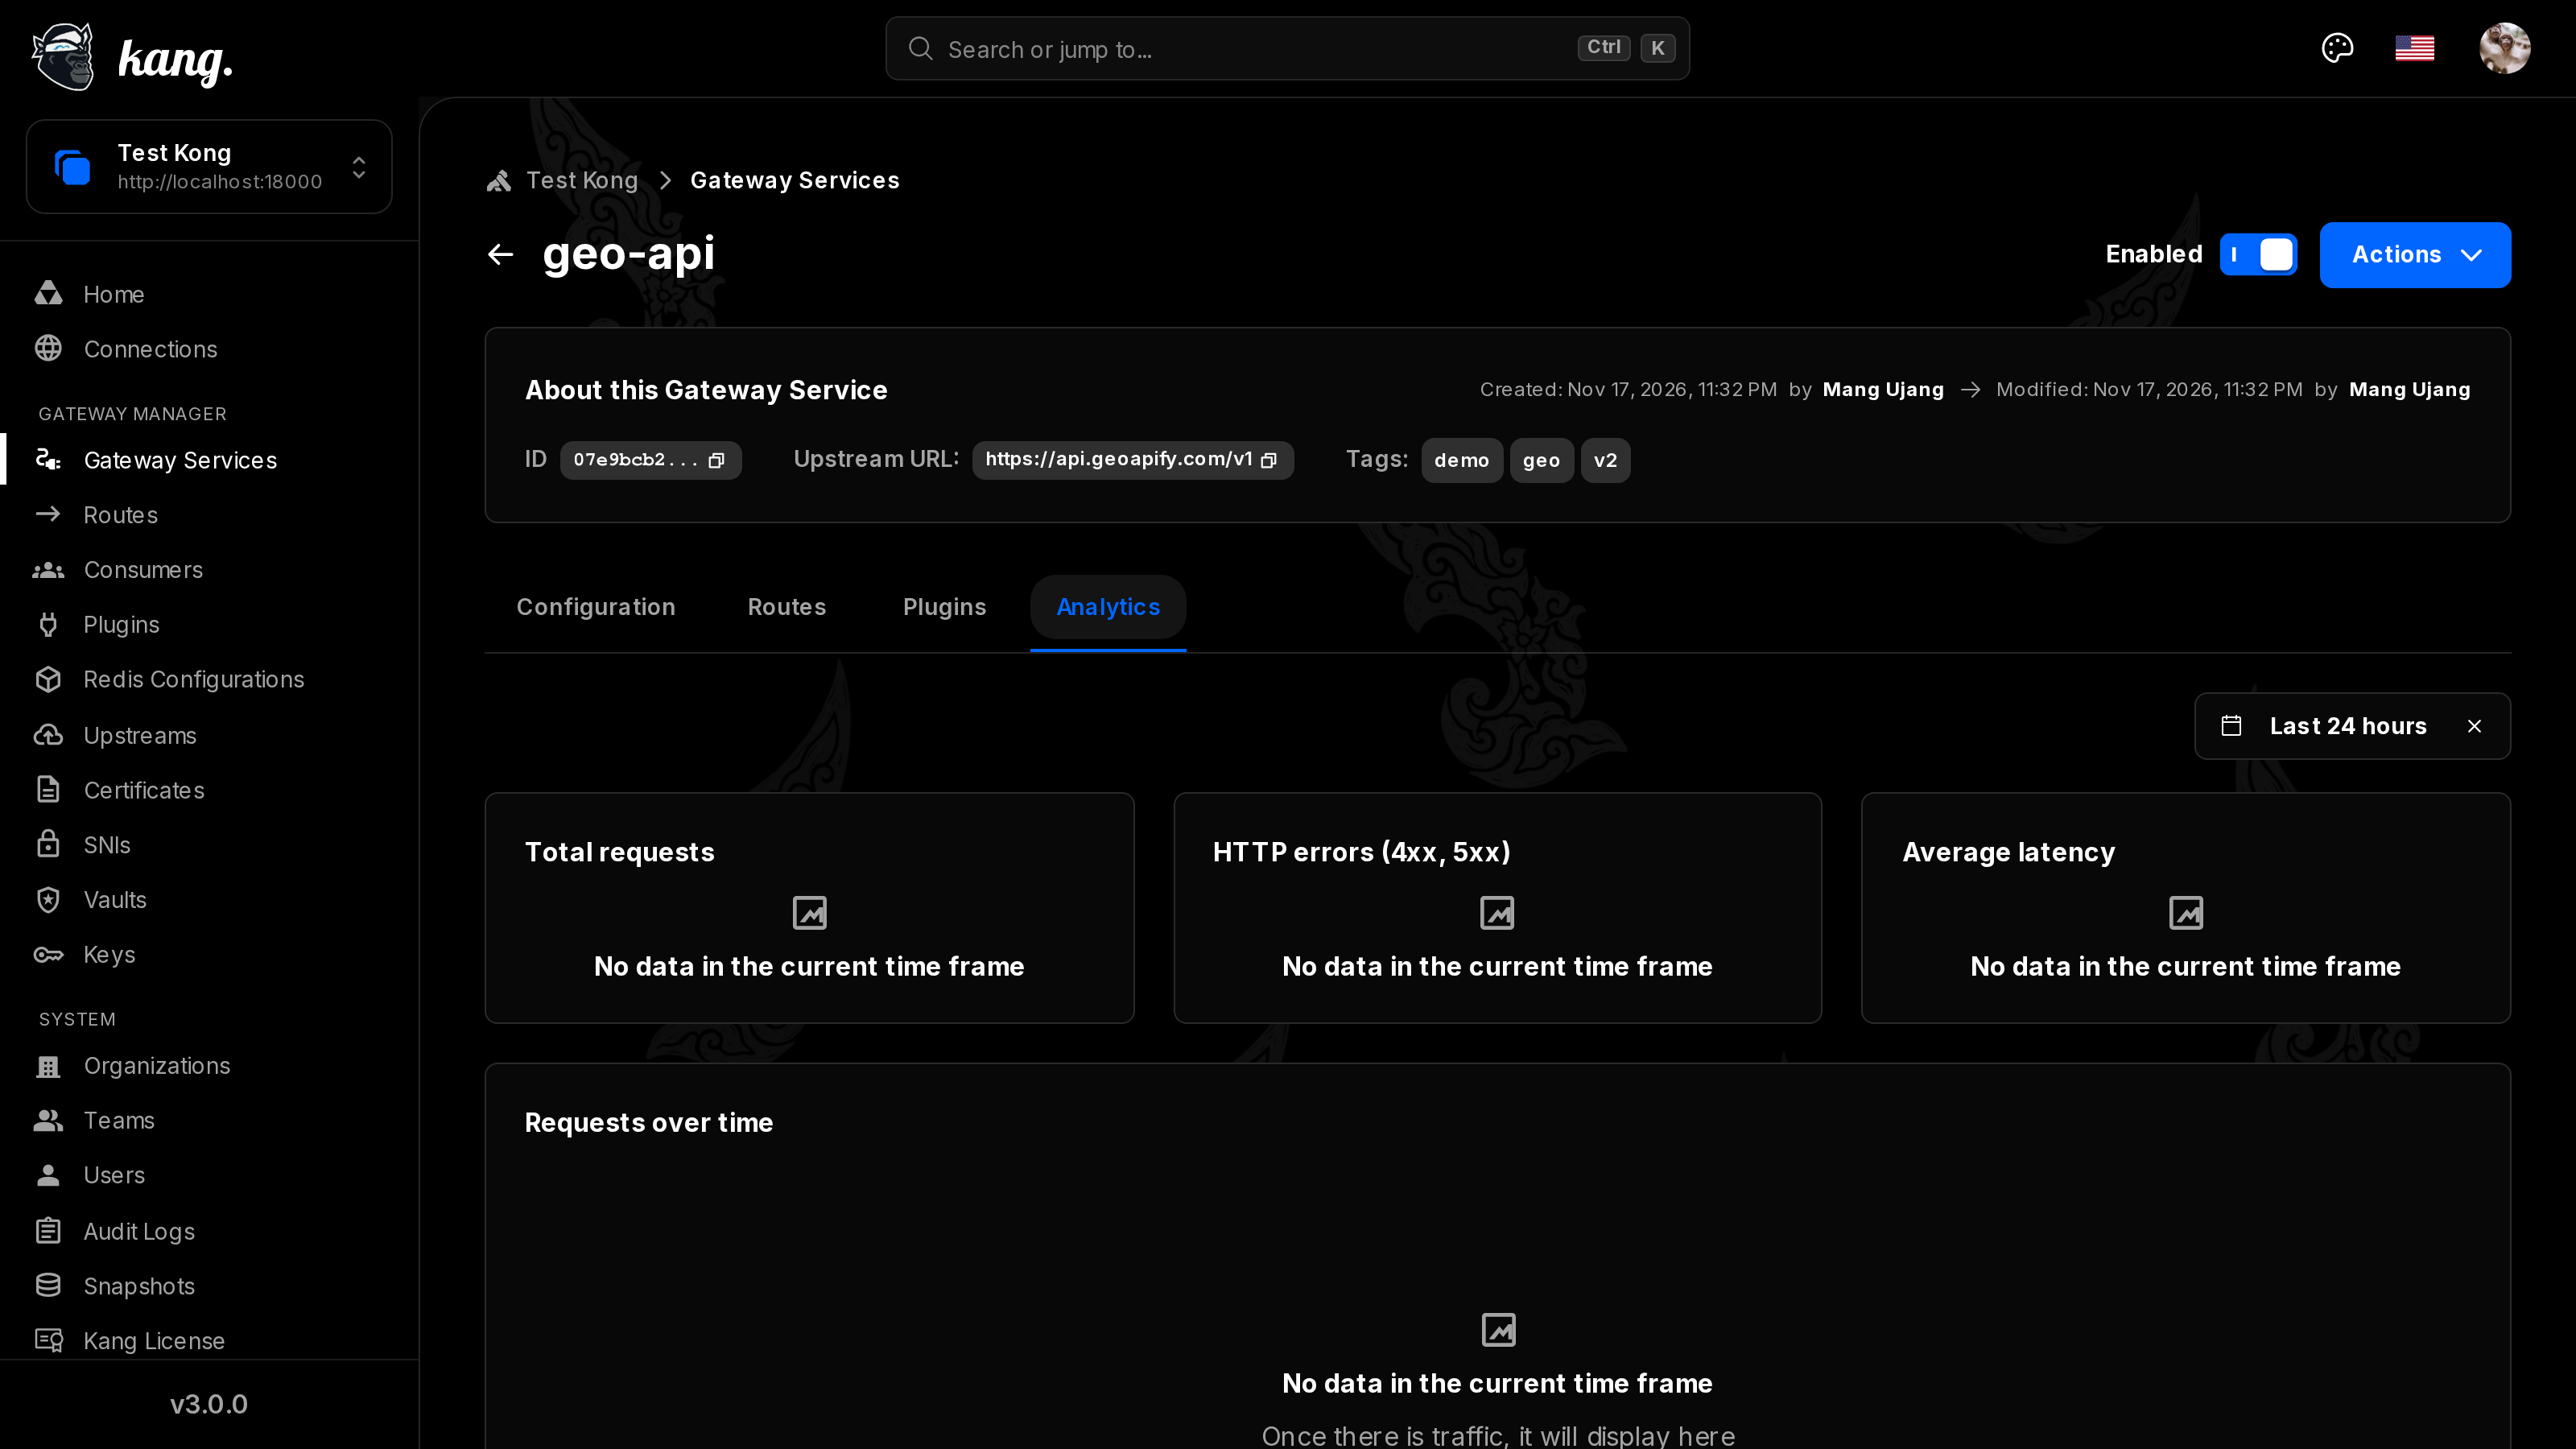 kang.
Search or jump to...
Ctrl K
Test Kong
http://localhost:18000
Home
Connections
GATEWAY MANAGER
Gateway Services
Routes
Consumers
Plugins
Redis Configurations
Upstreams
Certificates
SNIs
Vaults
Keys
SYSTEM
Organizations
Teams
Users
Audit Logs
Snapshots
Kang License
v3.0.0
Test Kong > Gateway Services
geo-api
Enabled
Actions
About this Gateway Service
Created: Nov 17, 2026, 11:32 PM by Mang Ujang → Modified: Nov 17, 2026, 11:32 PM by Mang Ujang
ID 07e9bcb2... Upstream URL: https://api.geoapify.com/v1 Tags: demo geo v2
Configuration Routes Plugins Analytics
Last 24 hours
Total requests
No data in the current time frame
HTTP errors (4xx, 5xx)
No data in the current time frame
Average latency
No data in the current time frame
Requests over time
No data in the current time frame
Once there is traffic, it will display here